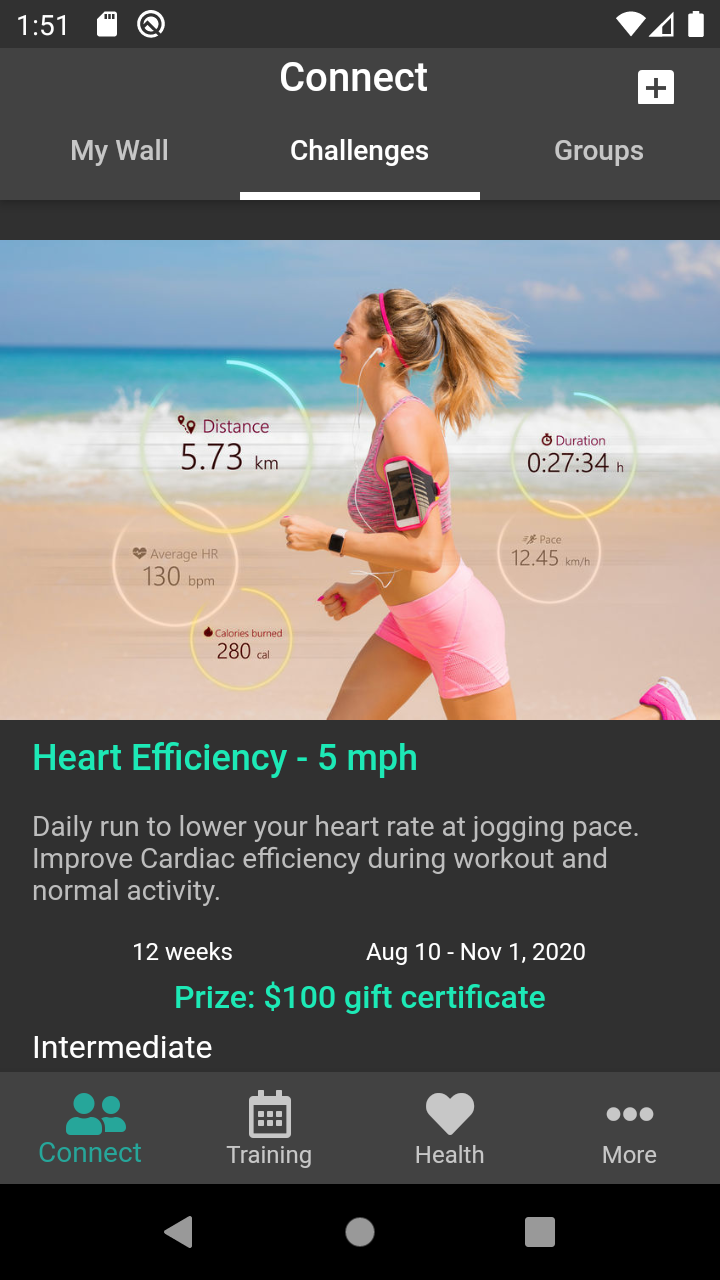 1:51
Connect
My Wall
Challenges
Groups
Distance
5.73 km
Duration
0:27:34 h
Average HR
130 bpm
Pace
12.45 km/h
Calories burned
280 cal
Heart Efficiency - 5 mph
Daily run to lower your heart rate at jogging pace.
Improve Cardiac efficiency during workout and
normal activity.
12 weeks
Aug 10 - Nov 1, 2020
Prize: $100 gift certificate
Intermediate
Connect
Training
Health
More